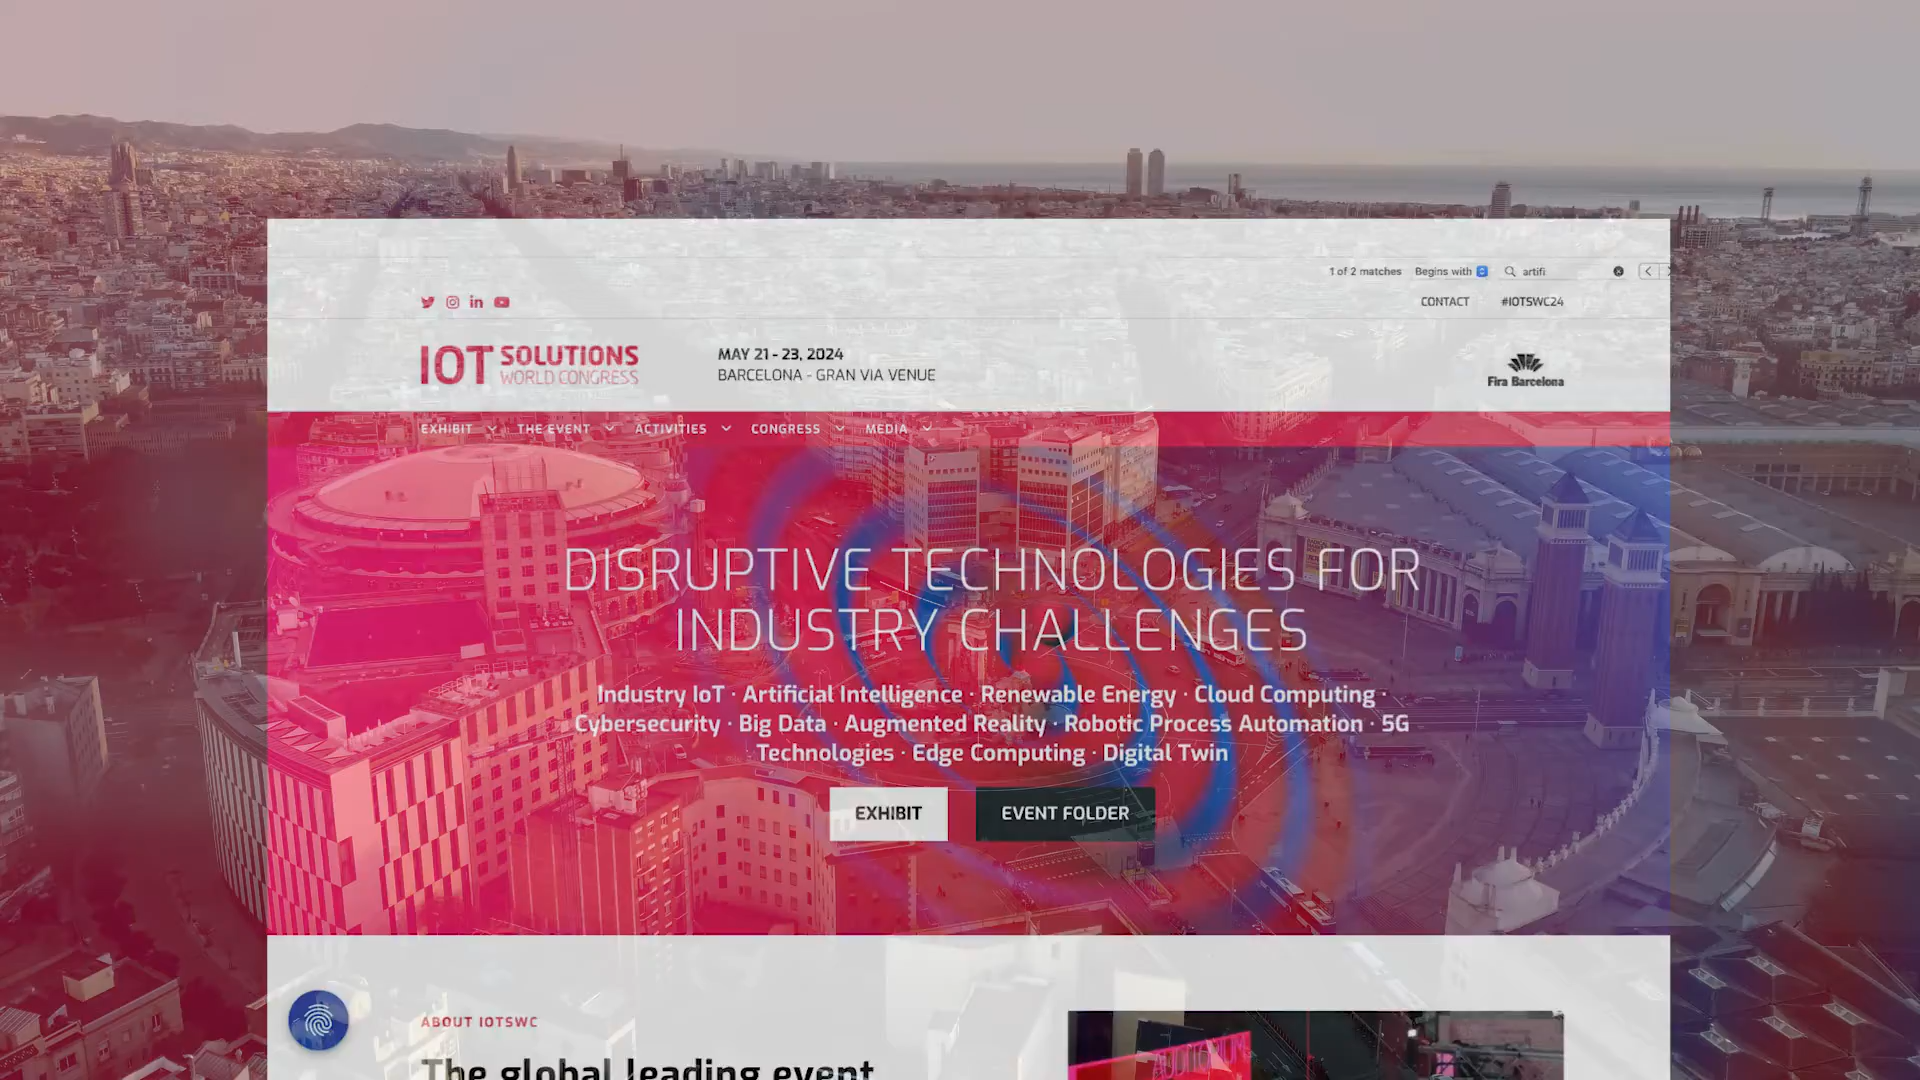 1 of 2 matches Begins with artifi
CONTACT #IOTSWC24
IOT SOLUTIONS
WORLD CONGRESS
MAY 21 - 23, 2024
BARCELONA - GRAN VIA VENUE
Fira Barcelona
EXHIBIT THE EVENT ACTIVITIES CONGRESS MEDIA
DISRUPTIVE TECHNOLOGIES FOR
INDUSTRY CHALLENGES
Industry IoT · Artificial Intelligence · Renewable Energy · Cloud Computing ·
Cybersecurity · Big Data · Augmented Reality · Robotic Process Automation · 5G
Technologies · Edge Computing · Digital Twin
EXHIBIT
EVENT FOLDER
ABOUT IOTSWC
The global leading event